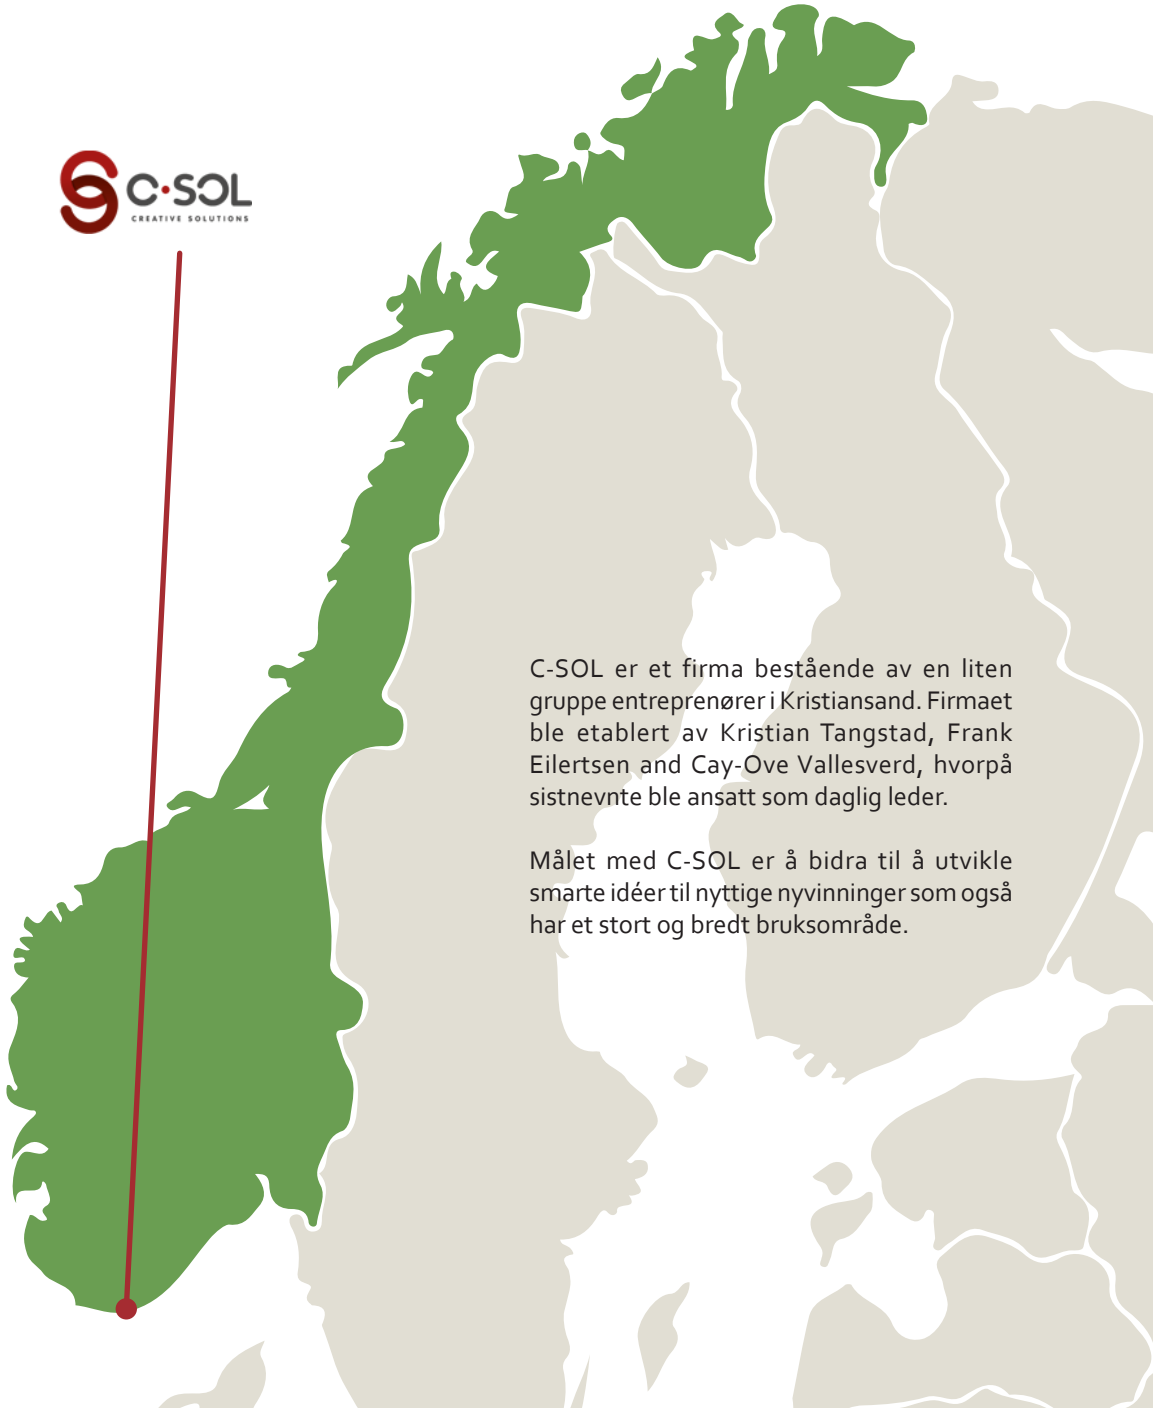 C·SOL
CREATIVE SOLUTIONS
C-SOL er et firma bestående av en liten
gruppe entreprenører i Kristiansand. Firmaet
ble etablert av Kristian Tangstad, Frank
Eilertsen and Cay-Ove Vallesverd, hvorpå
sistnevnte ble ansatt som daglig leder.
Målet med C-SOL er å bidra til å utvikle
smarte idéer til nyttige nyvinninger som også
har et stort og bredt bruksområde.